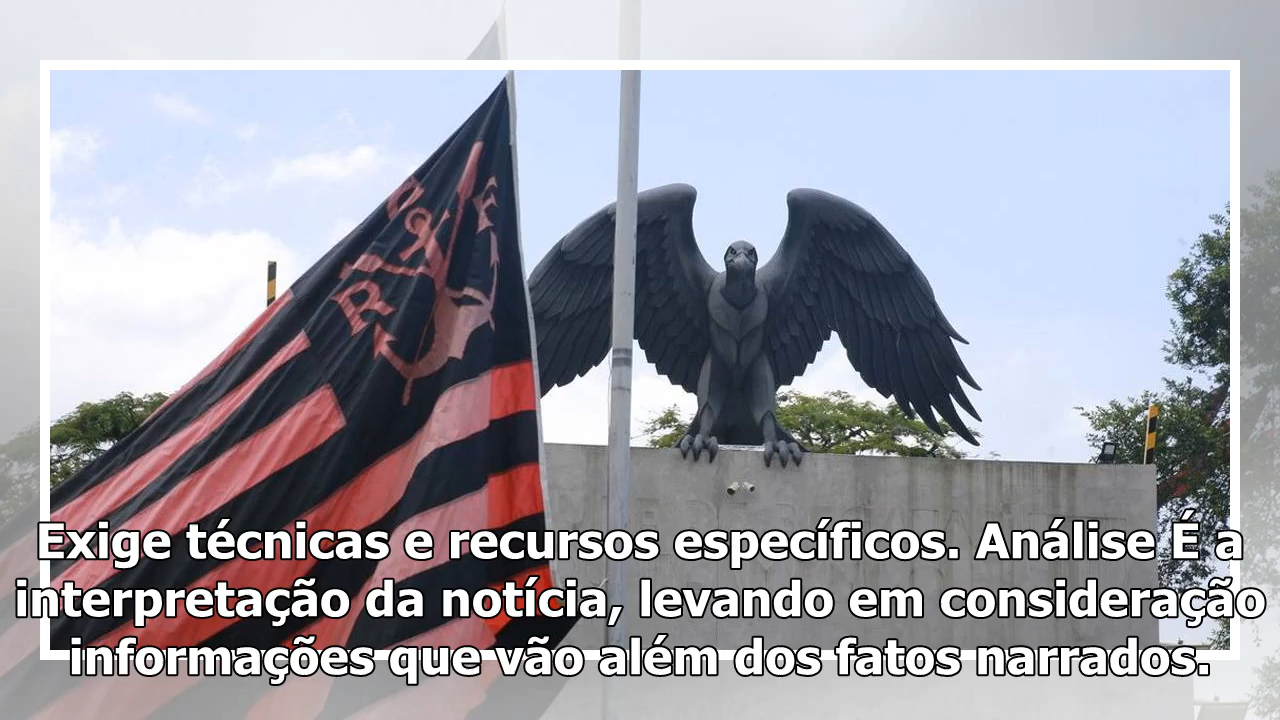 C
R F
R
Exige técnicas e recursos específicos. Análise É a
interpretação da notícia, levando em consideração
informações que vão além dos fatos narrados.